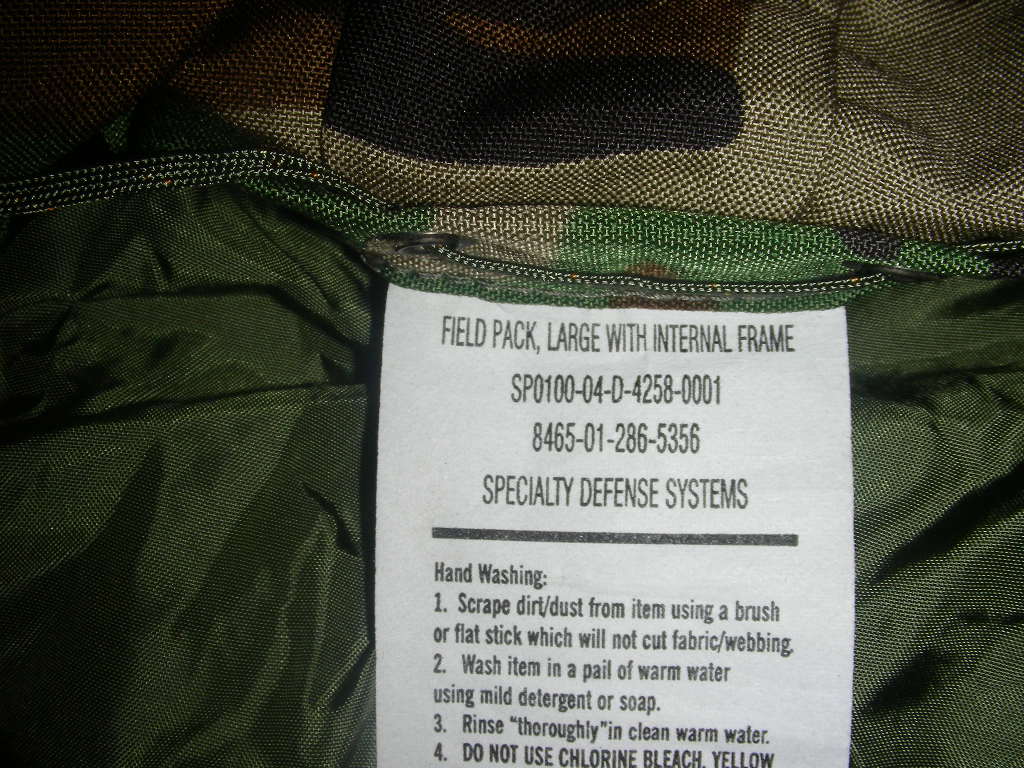 FIELD PACK, LARGE WITH INTERNAL FRAME
SP0100-04-D-4258-0001
8465-01-286-5356
SPECIALTY DEFENSE SYSTEMS
Hand Washing:
1. Scrape dirt/dust from item using a brush
or flat stick which will not cut fabric/webbing.
2. Wash item in a pail of warm water
using mild detergent or soap.
3. Rinse "thoroughly"in clean warm water.
4. DO NOT USE CHLORINE BLEACH, YELLOW